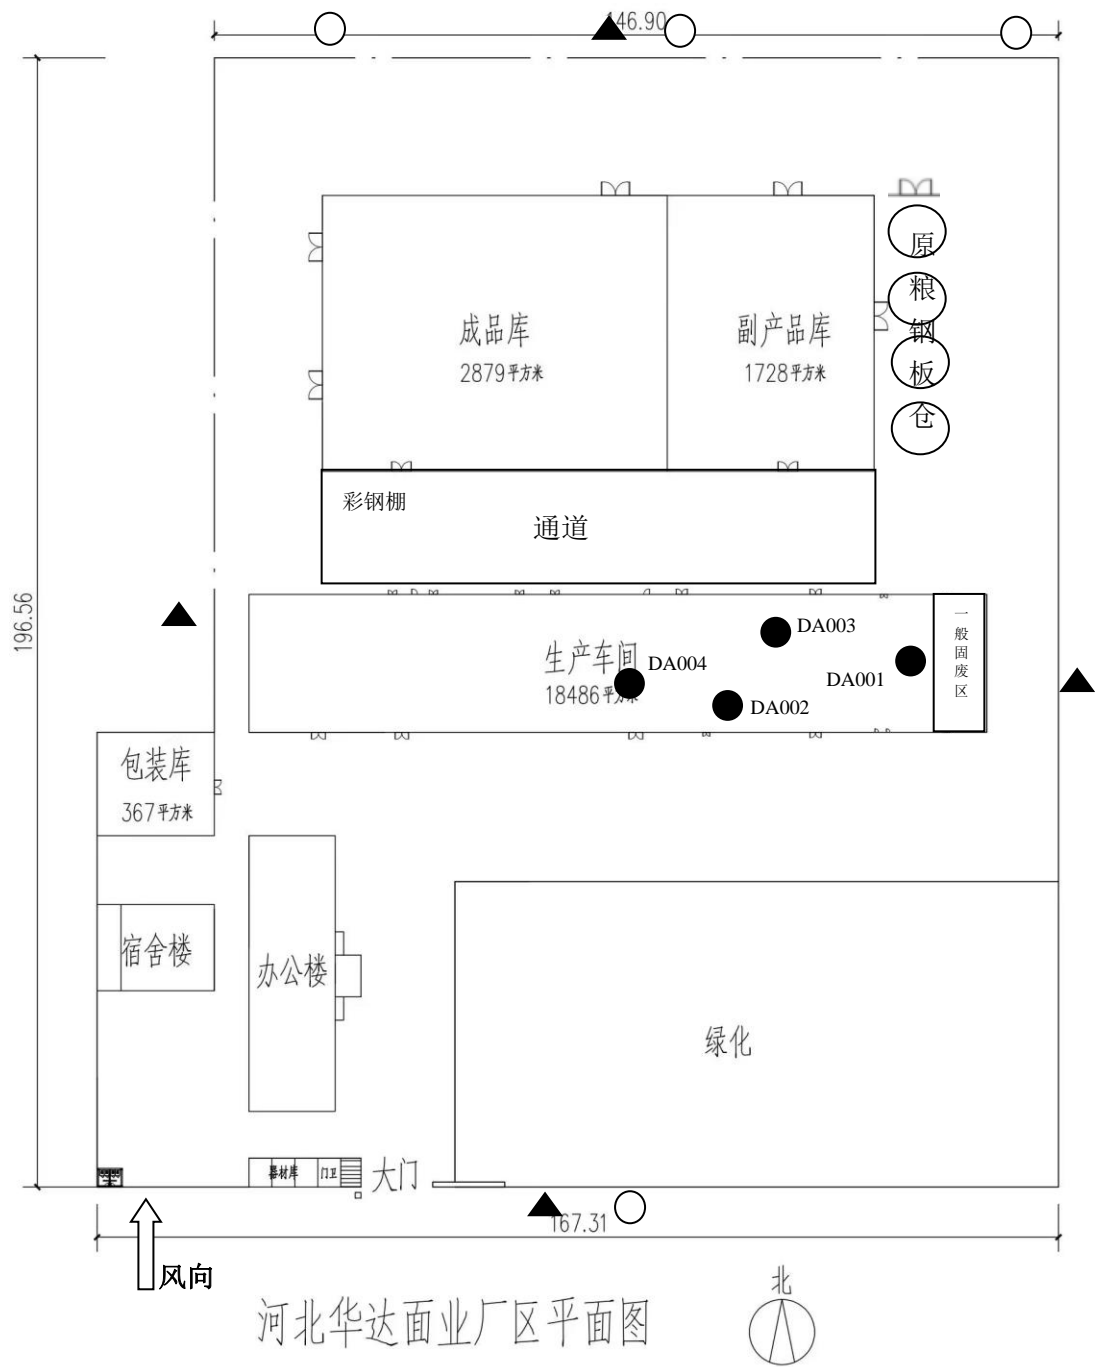 146.90
原
粮
钢
板
仓
成品库
2879平方米
副产品库
1728平方米
彩钢棚
通道
196.56
生产车间
18486平方米
DA003
DA004
DA001
DA002
一般固废区
包装库
367平方米
宿舍楼
办公楼
绿化
器材库
门卫
大门
167.31
风向
北
河北华达面业厂区平面图